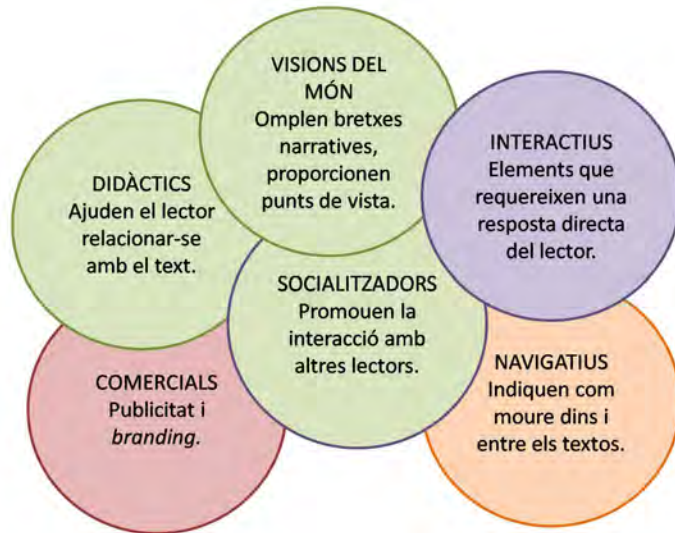 VISIONS DEL
MÓN
Omplen bretxes
narratives,
proporcionen
punts de vista.
INTERACTIUS
Elements que
requereixen una
resposta directa
del lector.
DIDÀCTICS
Ajuden el lector
relacionar-se
amb el text.
SOCIALITZADORS
Promouen la
interacció amb
altres lectors.
COMERCIALS
Publicitat i
branding.
NAVIGATIUS
Indiquen com
moure dins i
entre els textos.